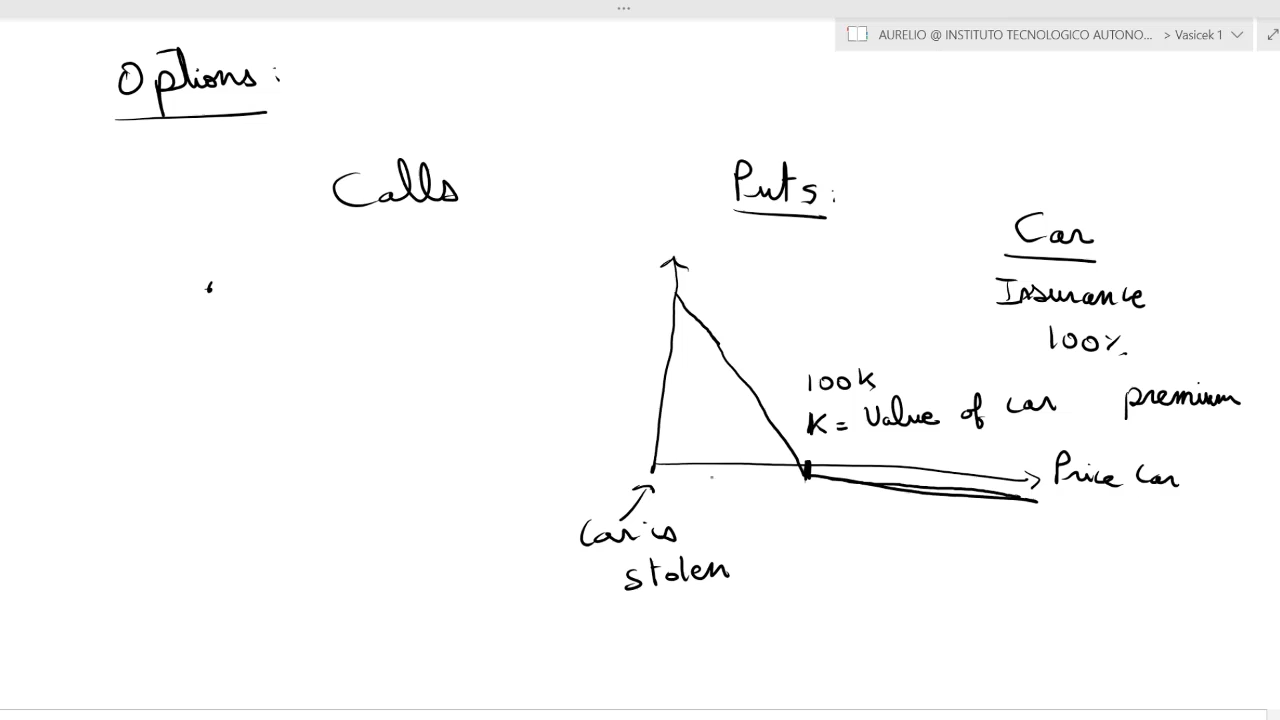 AURELIO @ INSTITUTO TECNOLOGICO AUTONO... > Vasicek 1
Options:
Calls
Puts:
Car
Insurance
100%
100K
K = Value of car
premium
Price Car
Car is
stolen